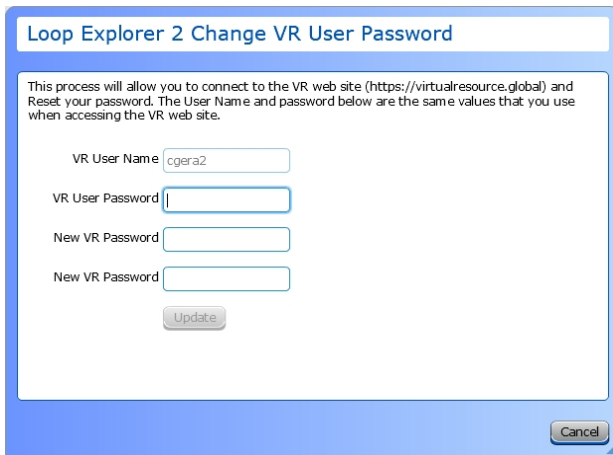 Loop Explorer 2 Change VR User Password
This process will allow you to connect to the VR web site (https://virtualresource.global) and
Reset your password. The User Name and password below are the same values that you use
when accessing the VR web site.
VR User Name cgera2
VR User Password
New VR Password
New VR Password
Update
Cancel